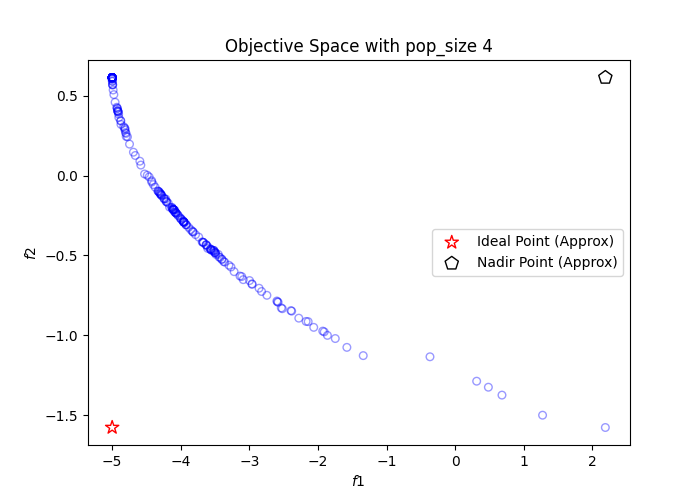 Objective Space with pop_size 4
f2
0.5
0.0
−0.5
−1.0
−1.5
Ideal Point (Approx)
Nadir Point (Approx)
−5 −4 −3 −2 −1 0 1 2
f1